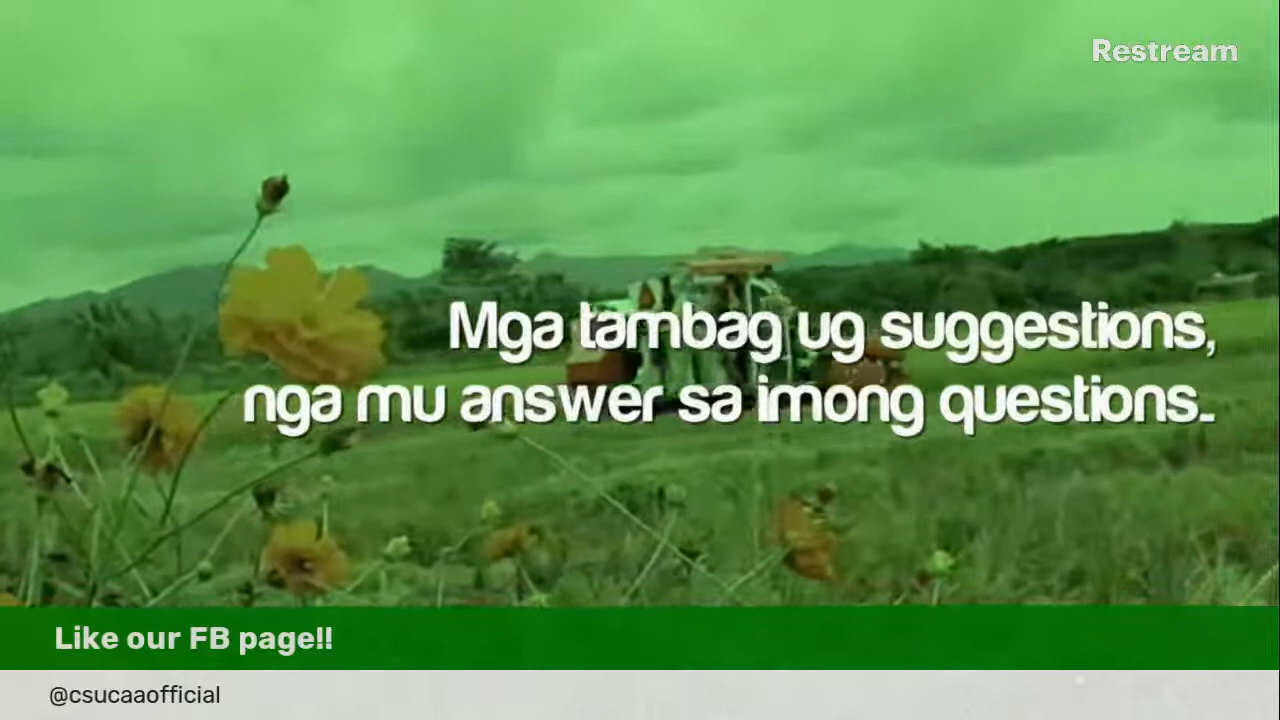 Restream
Mga tambag ug suggestions,
nga mu answer sa imong questions..
Like our FB page!!
@csucaaofficial